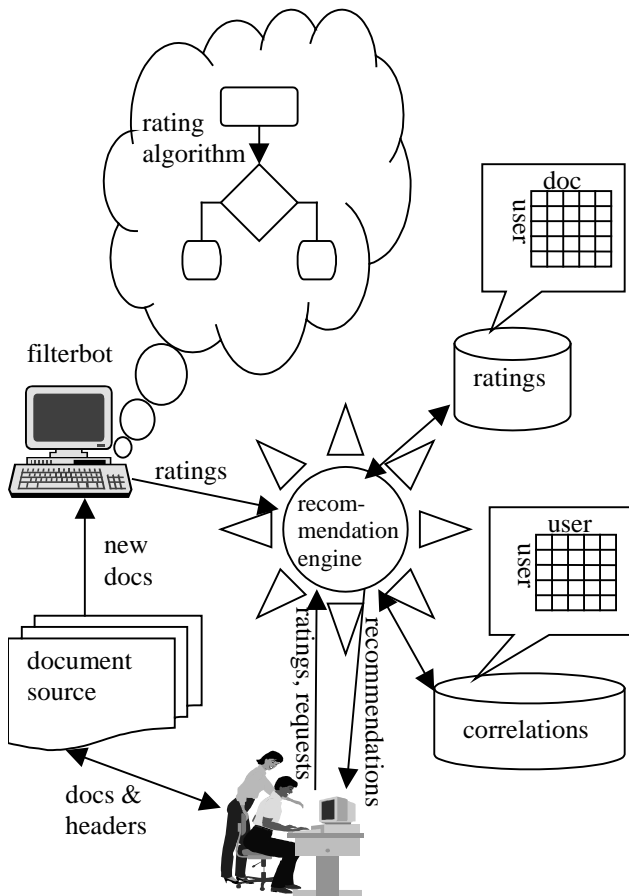 rating
algorithm
doc
user
filterbot
ratings
ratings
recom-
mendation
engine
new
docs
user
user
document
source
ratings, requests
recommendations
correlations
docs &
headers